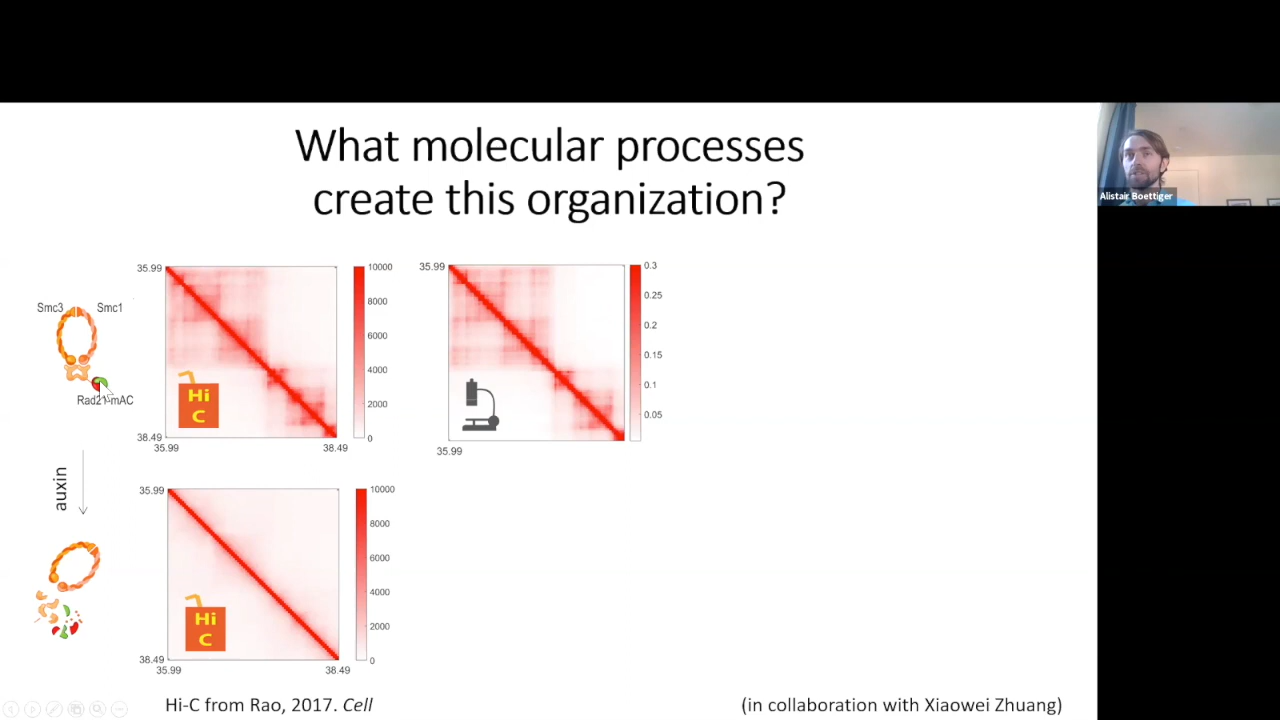 What molecular processes
create this organization?
Alistair Boettiger
Smc3 Smc1
Rad21-mAC
35.99
38.49
35.99 38.49
10000
8000
6000
4000
2000
0
Hi
C
35.99
35.99
0.3
0.25
0.2
0.15
0.1
0.05
auxin
35.99
38.49
35.99 38.49
10000
8000
6000
4000
2000
0
Hi
C
Hi-C from Rao, 2017. Cell
(in collaboration with Xiaowei Zhuang)